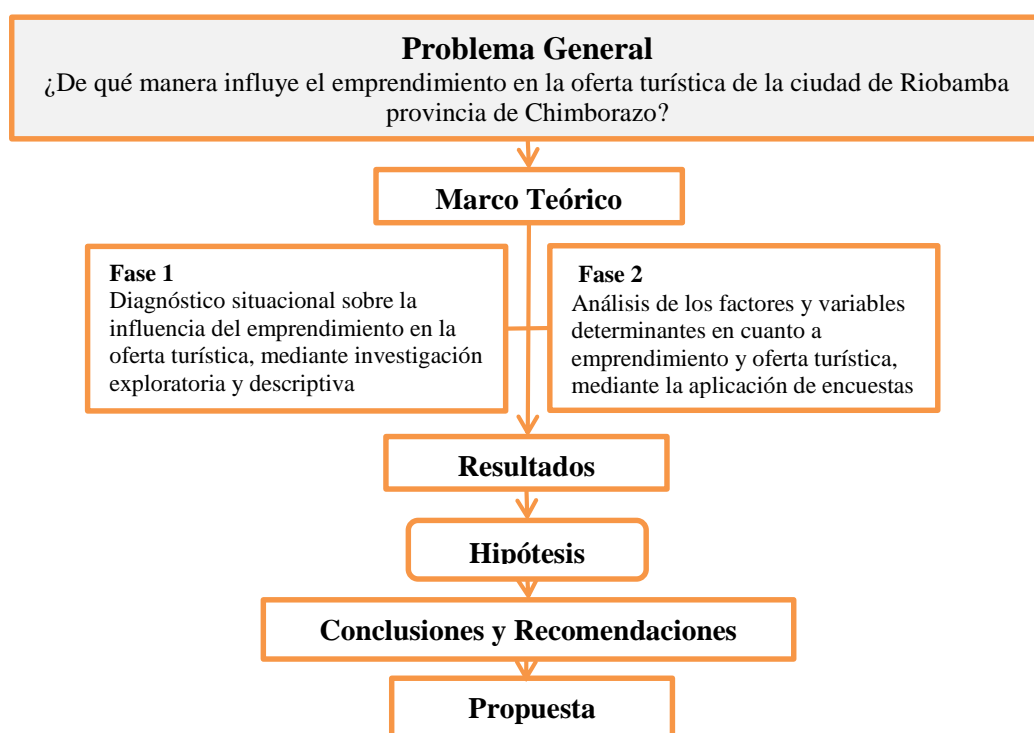 Problema General
¿De qué manera influye el emprendimiento en la oferta turística de la ciudad de Riobamba
provincia de Chimborazo?
Marco Teórico
Fase 1
Diagnóstico situacional sobre la
influencia del emprendimiento en la
oferta turística, mediante investigación
exploratoria y descriptiva
Fase 2
Análisis de los factores y variables
determinantes en cuanto a
emprendimiento y oferta turística,
mediante la aplicación de encuestas
Resultados
Hipótesis
Conclusiones y Recomendaciones
Propuesta